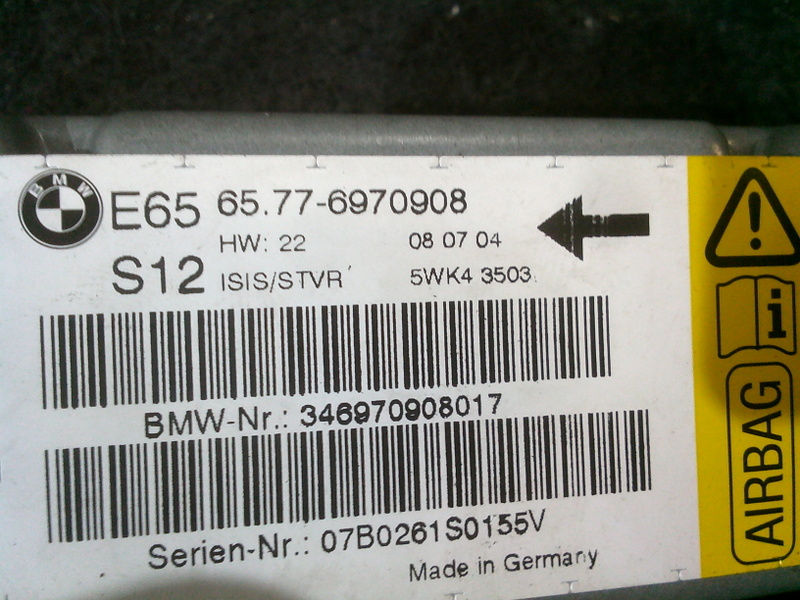 BMW
E65 65.77-6970908
HW: 22 08 07 04
S12 ISIS/STVR 5WK4 3503
BMW-Nr.: 346970908017
Serien-Nr.: 07B0261S0155V
Made in Germany
i
AIRBAG